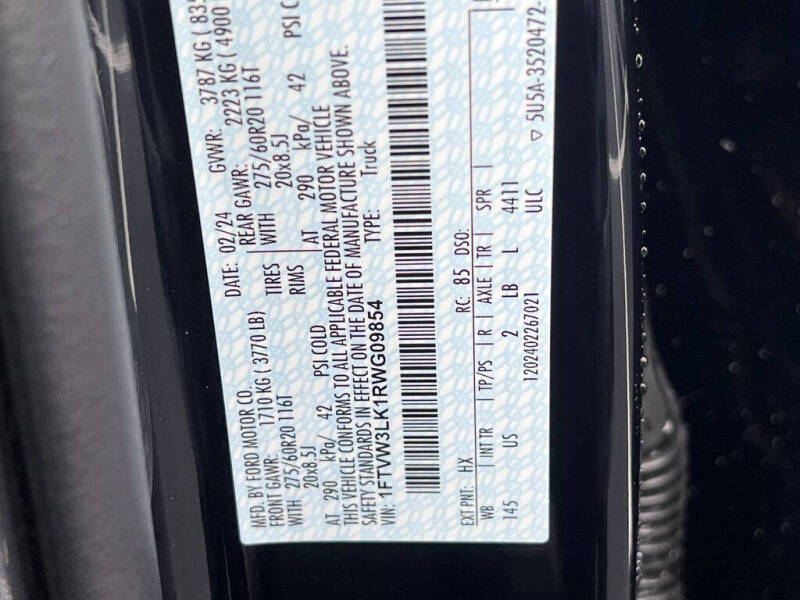 MFD. BY FORD MOTOR CO.
DATE: 02/24 GVWR: 3787 KG ( 835
FRONT GAWR: 1710 KG ( 3770 LB)
REAR GAWR: 2223 KG ( 4900
WITH 275/60R20 116T TIRES WITH 275/60R20 116T
20x8.5J RIMS 20x8.5J
AT 290 kPa/ 42 PSI COLD AT 290 kPa/ 42 PSI C
THIS VEHICLE CONFORMS TO ALL APPLICABLE FEDERAL MOTOR VEHICLE
SAFETY STANDARDS IN EFFECT ON THE DATE OF MANUFACTURE SHOWN ABOVE.
VIN: 1FTVW3LK1RWG09854 TYPE: Truck
EXT PNT: HX RC: 85 DSO:
WB INT TR TP/PS R AXLE TR SPR
145 US 2 LB L 4411
1202402267021 ULC
▽ 5U5A-3520472-